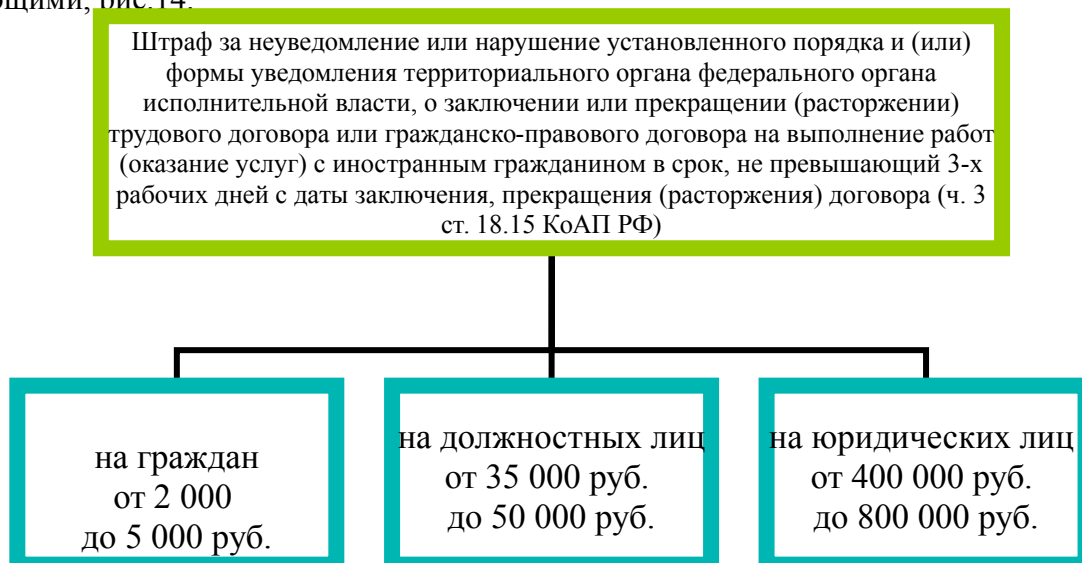 ющими, рис.14.
Штраф за неуведомление или нарушение установленного порядка и (или)
формы уведомления территориального органа федерального органа
исполнительной власти, о заключении или прекращении (расторжении)
трудового договора или гражданско-правового договора на выполнение работ
(оказание услуг) с иностранным гражданином в срок, не превышающий 3-х
рабочих дней с даты заключения, прекращения (расторжения) договора (ч. 3
ст. 18.15 КоАП РФ)
на граждан
от 2 000
до 5 000 руб.
на должностных лиц
от 35 000 руб.
до 50 000 руб.
на юридических лиц
от 400 000 руб.
до 800 000 руб.